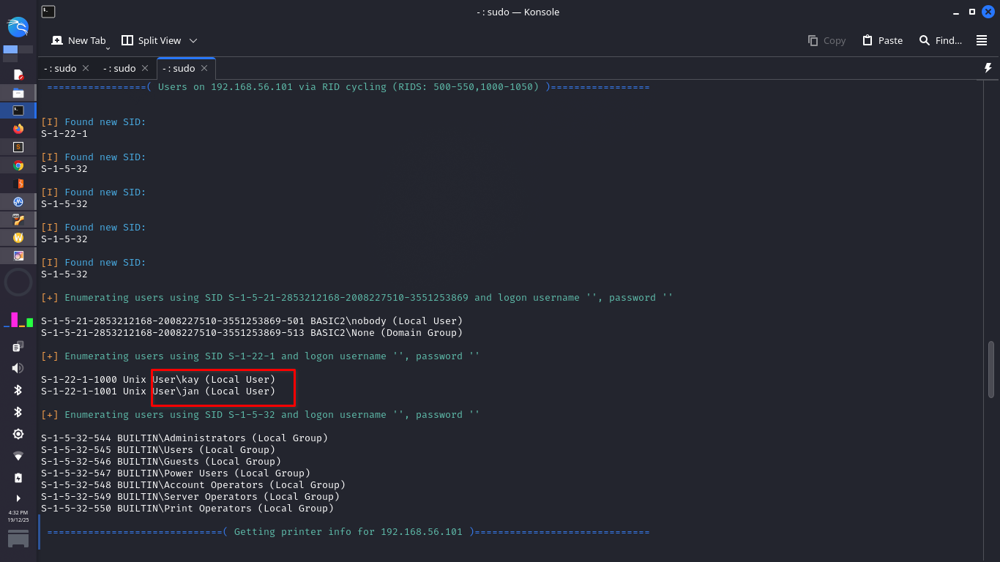 - : sudo — Konsole
New Tab
Split View
Copy
Paste
Find...
- : sudo
- : sudo
- : sudo
=================( Users on 192.168.56.101 via RID cycling (RIDS: 500-550,1000-1050) )=================
[I] Found new SID:
S-1-22-1
[I] Found new SID:
S-1-5-32
[I] Found new SID:
S-1-5-32
[I] Found new SID:
S-1-5-32
[I] Found new SID:
S-1-5-32
[+] Enumerating users using SID S-1-5-21-2853212168-2008227510-3551253869 and logon username '', password ''
S-1-5-21-2853212168-2008227510-3551253869-501 BASIC2\nobody (Local User)
S-1-5-21-2853212168-2008227510-3551253869-513 BASIC2\None (Domain Group)
[+] Enumerating users using SID S-1-22-1 and logon username '', password ''
S-1-22-1-1000 Unix User\kay (Local User)
S-1-22-1-1001 Unix User\jan (Local User)
[+] Enumerating users using SID S-1-5-32 and logon username '', password ''
S-1-5-32-544 BUILTIN\Administrators (Local Group)
S-1-5-32-545 BUILTIN\Users (Local Group)
S-1-5-32-546 BUILTIN\Guests (Local Group)
S-1-5-32-547 BUILTIN\Power Users (Local Group)
S-1-5-32-548 BUILTIN\Account Operators (Local Group)
S-1-5-32-549 BUILTIN\Server Operators (Local Group)
S-1-5-32-550 BUILTIN\Print Operators (Local Group)
==============================( Getting printer info for 192.168.56.101 )==============================
4:32 PM
19/12/25